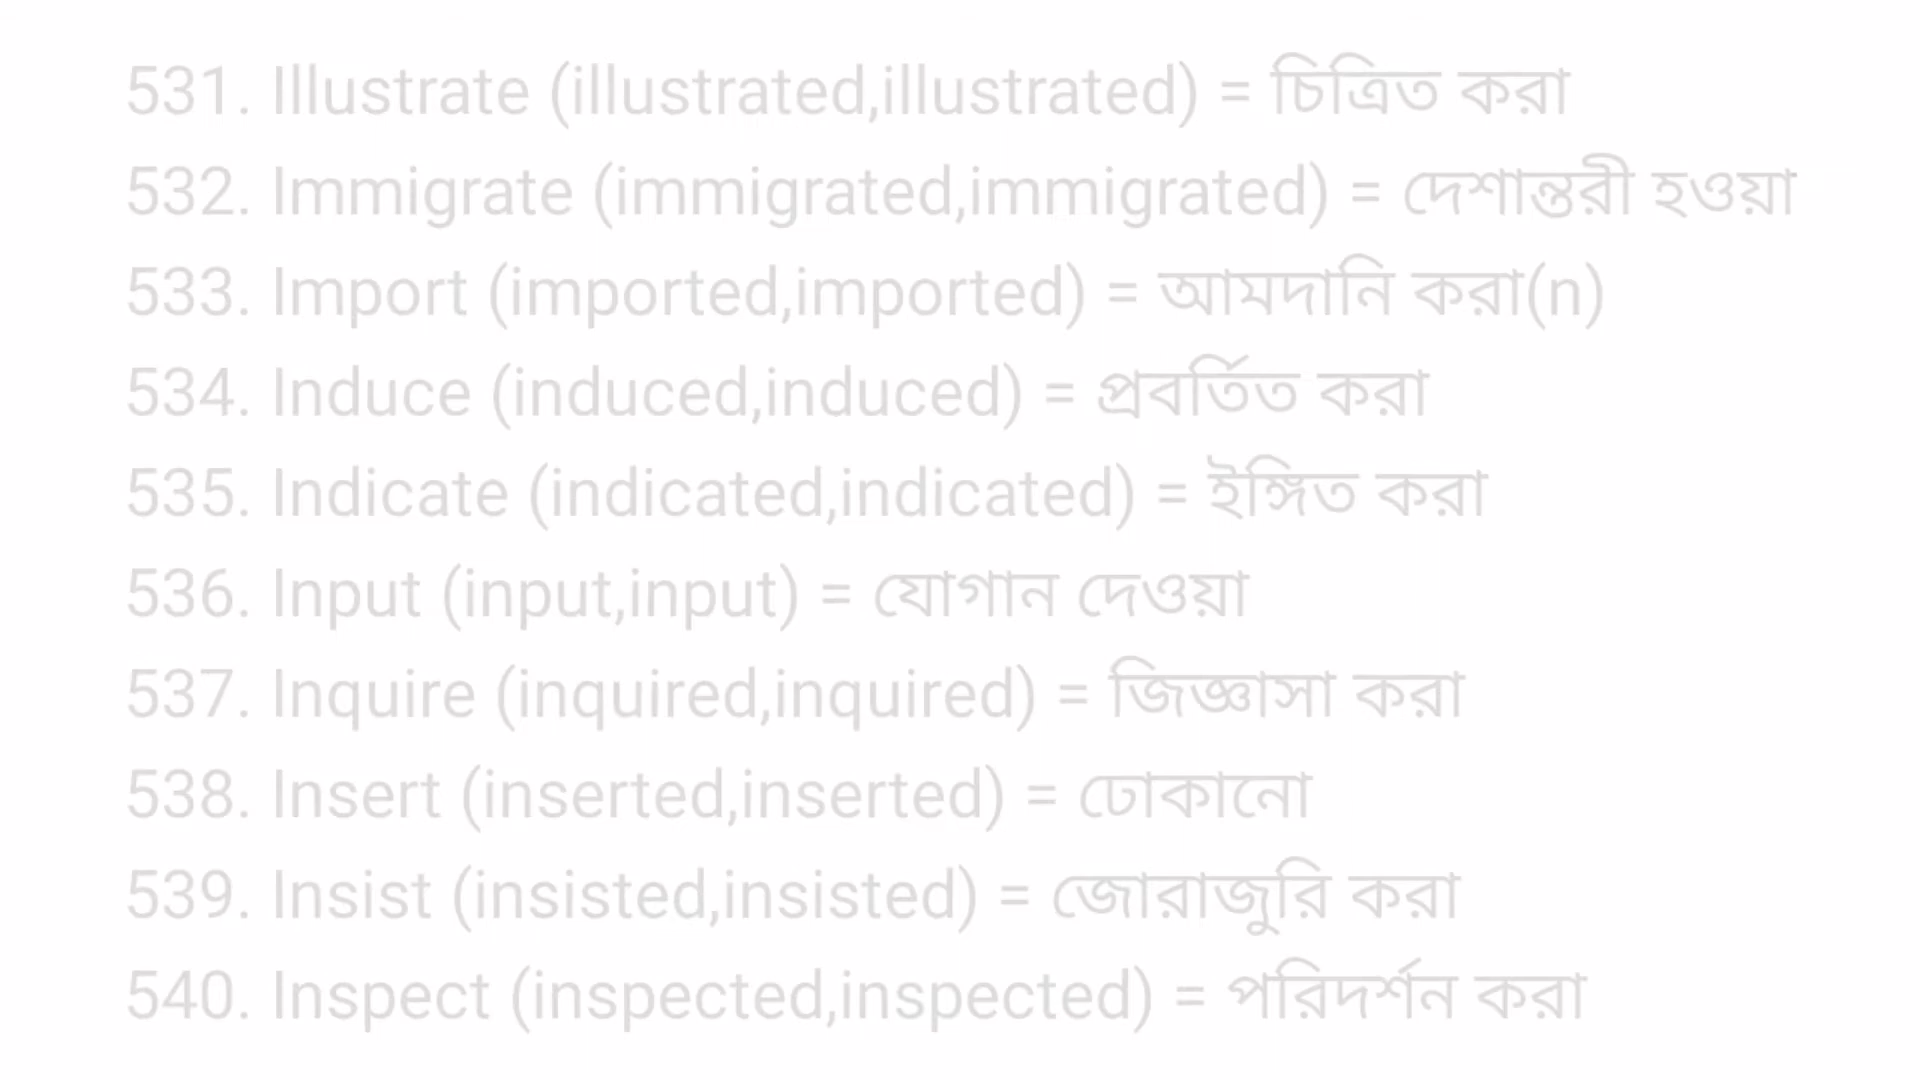 531. Illustrate (illustrated,illustrated) = চিত্রিত করা
532. Immigrate (immigrated,immigrated) = দেশান্তরী হওয়া
533. Import (imported,imported) = আমদানি করা(n)
534. Induce (induced,induced) = প্রবর্তিত করা
535. Indicate (indicated,indicated) = ইঙ্গিত করা
536. Input (input,input) = যোগান দেওয়া
537. Inquire (inquired,inquired) = জিজ্ঞাসা করা
538. Insert (inserted,inserted) = ঢোকানো
539. Insist (insisted,insisted) = জোরাজুরি করা
540. Inspect (inspected,inspected) = পরিদর্শন করা